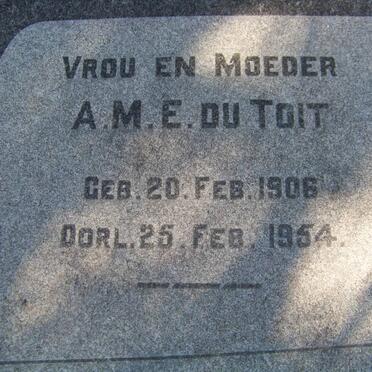 VROU EN MOEDER
A.M.E. DU TOIT
GEB. 20. FEB. 1906
OORL. 25. FEB. 1954.